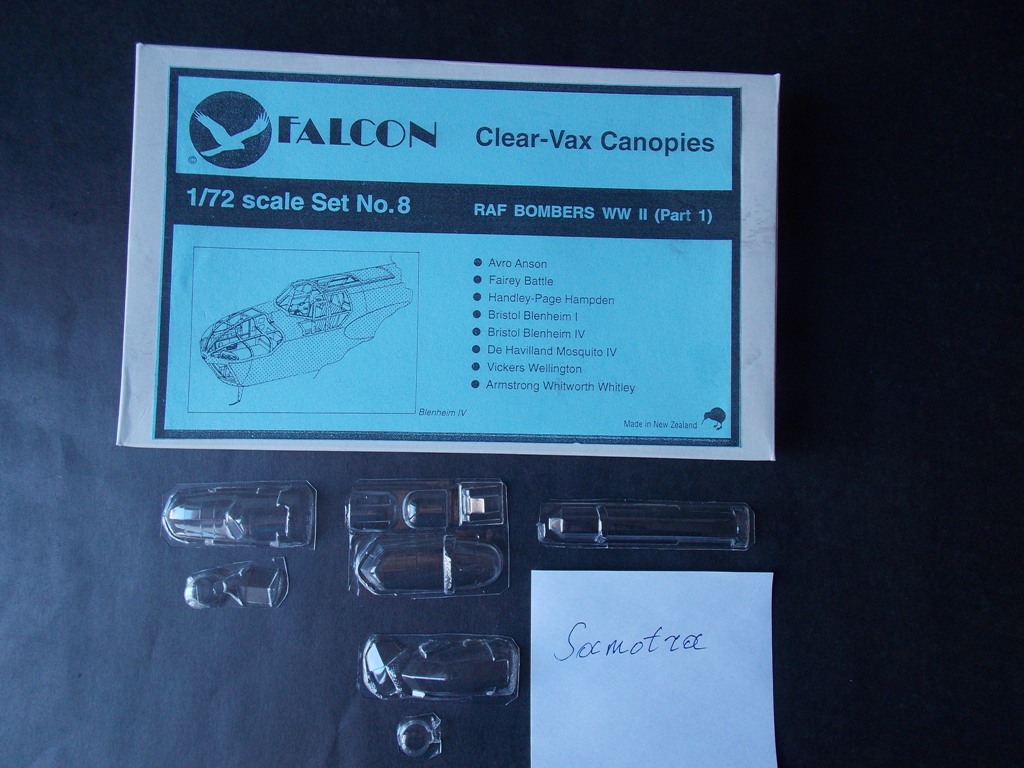 FALCON
Clear-Vax Canopies
©
1/72 scale Set No.8
RAF BOMBERS WW II (Part 1)
Avro Anson
Fairey Battle
Handley-Page Hampden
Bristol Blenheim I
Bristol Blenheim IV
De Havilland Mosquito IV
Vickers Wellington
Armstrong Whitworth Whitley
Blenheim IV
Made in New Zealand
Samotra